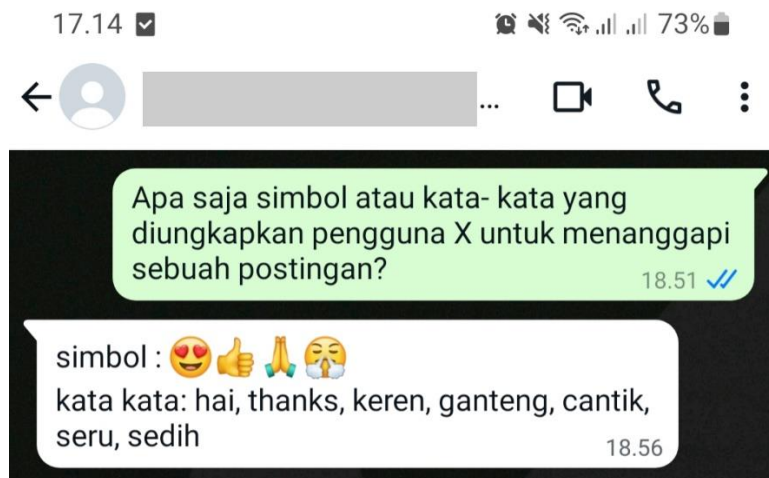 17.14 73%
...
Apa saja simbol atau kata- kata yang
diungkapkan pengguna X untuk menanggapi
sebuah postingan?
18.51
simbol : 😍👍🙏😤
kata kata: hai, thanks, keren, ganteng, cantik,
seru, sedih
18.56